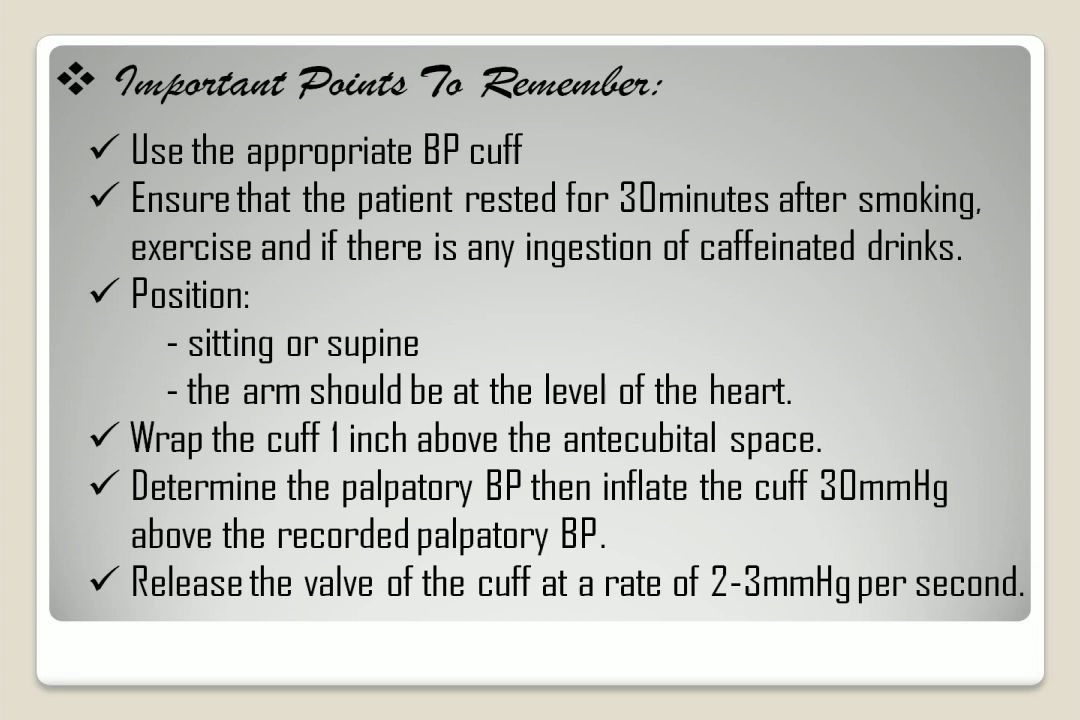 ❖ Important Points To Remember:
✓ Use the appropriate BP cuff
✓ Ensure that the patient rested for 30minutes after smoking,
exercise and if there is any ingestion of caffeinated drinks.
✓ Position:
- sitting or supine
- the arm should be at the level of the heart.
✓ Wrap the cuff 1 inch above the antecubital space.
✓ Determine the palpatory BP then inflate the cuff 30mmHg
above the recorded palpatory BP.
✓ Release the valve of the cuff at a rate of 2-3mmHg per second.